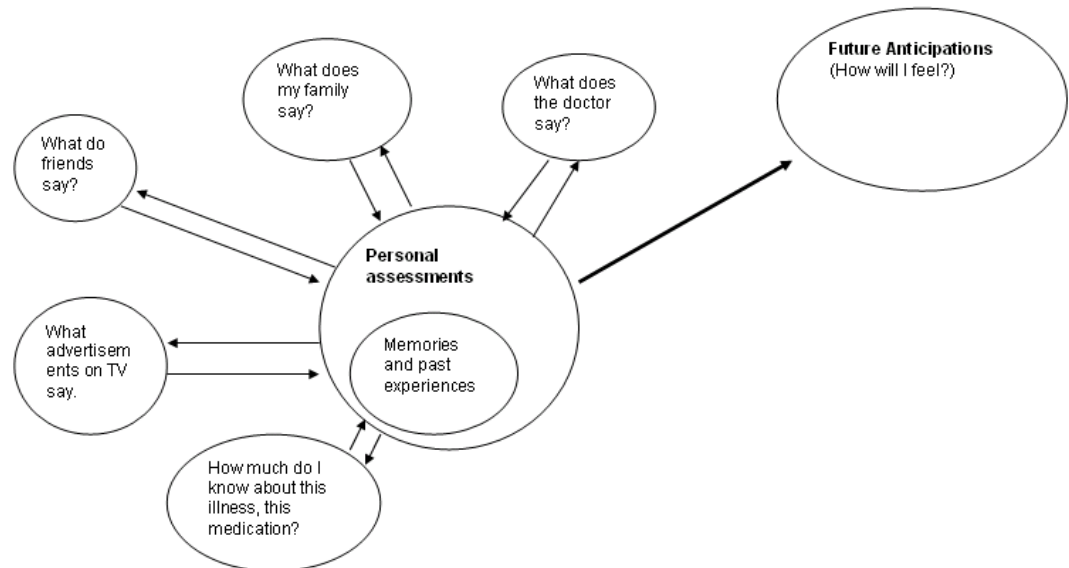 Future Anticipations
(How will I feel?)
What does
my family
say?
What does
the doctor
say?
What do
friends
say?
Personal
assessments
What
advertisem
ents on TV
say.
Memories
and past
experiences
How much do I
know about this
illness, this
medication?